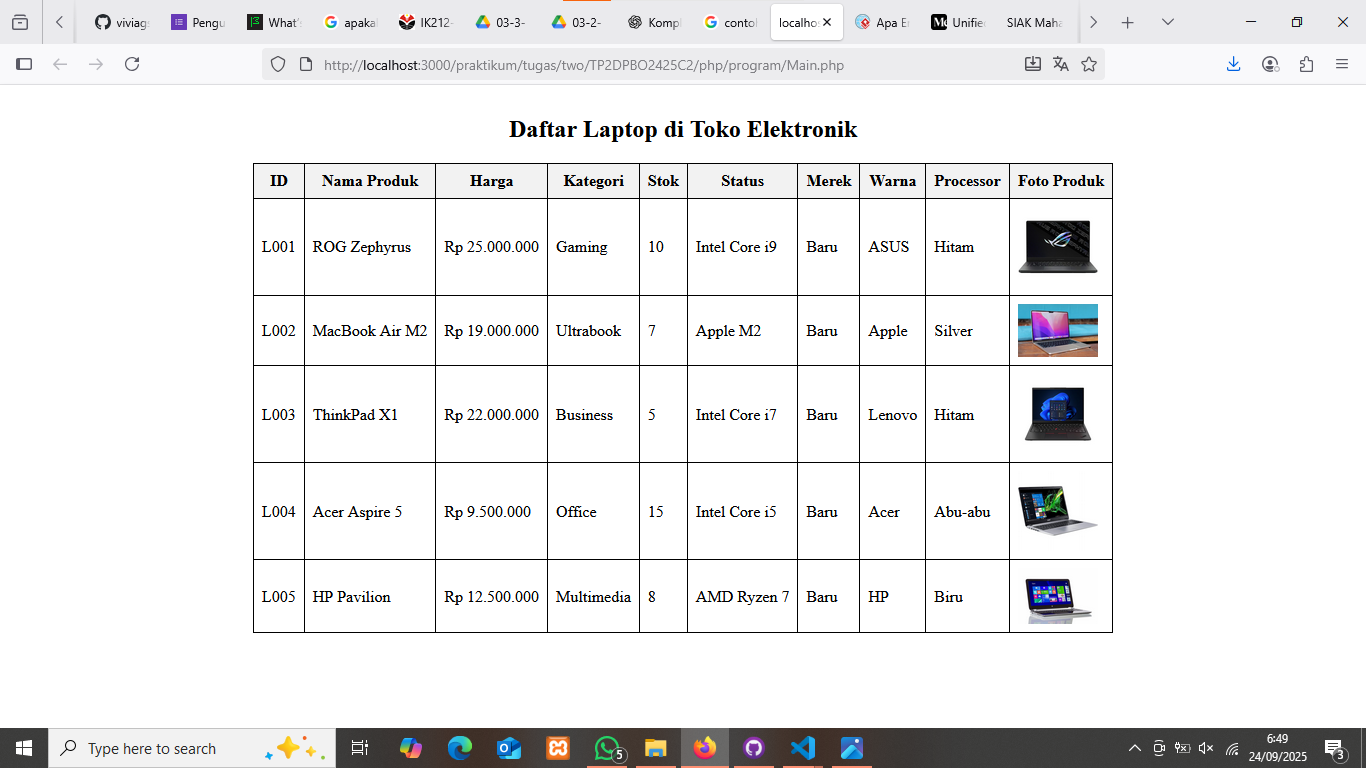 viviags
Pengu
What's
apaka
IK212-
03-3-
03-2-
Kompl
contol
localhos
Apa E
Unified
SIAK Maha
http://localhost:3000/praktikum/tugas/two/TP2DPBO2425C2/php/program/Main.php
Daftar Laptop di Toko Elektronik
ID Nama Produk Harga Kategori Stok Status Merek Warna Processor Foto Produk
L001 ROG Zephyrus Rp 25.000.000 Gaming 10 Intel Core i9 Baru ASUS Hitam
L002 MacBook Air M2 Rp 19.000.000 Ultrabook 7 Apple M2 Baru Apple Silver
L003 ThinkPad X1 Rp 22.000.000 Business 5 Intel Core i7 Baru Lenovo Hitam
L004 Acer Aspire 5 Rp 9.500.000 Office 15 Intel Core i5 Baru Acer Abu-abu
L005 HP Pavilion Rp 12.500.000 Multimedia 8 AMD Ryzen 7 Baru HP Biru
Type here to search
5
6:49
24/09/2025
3